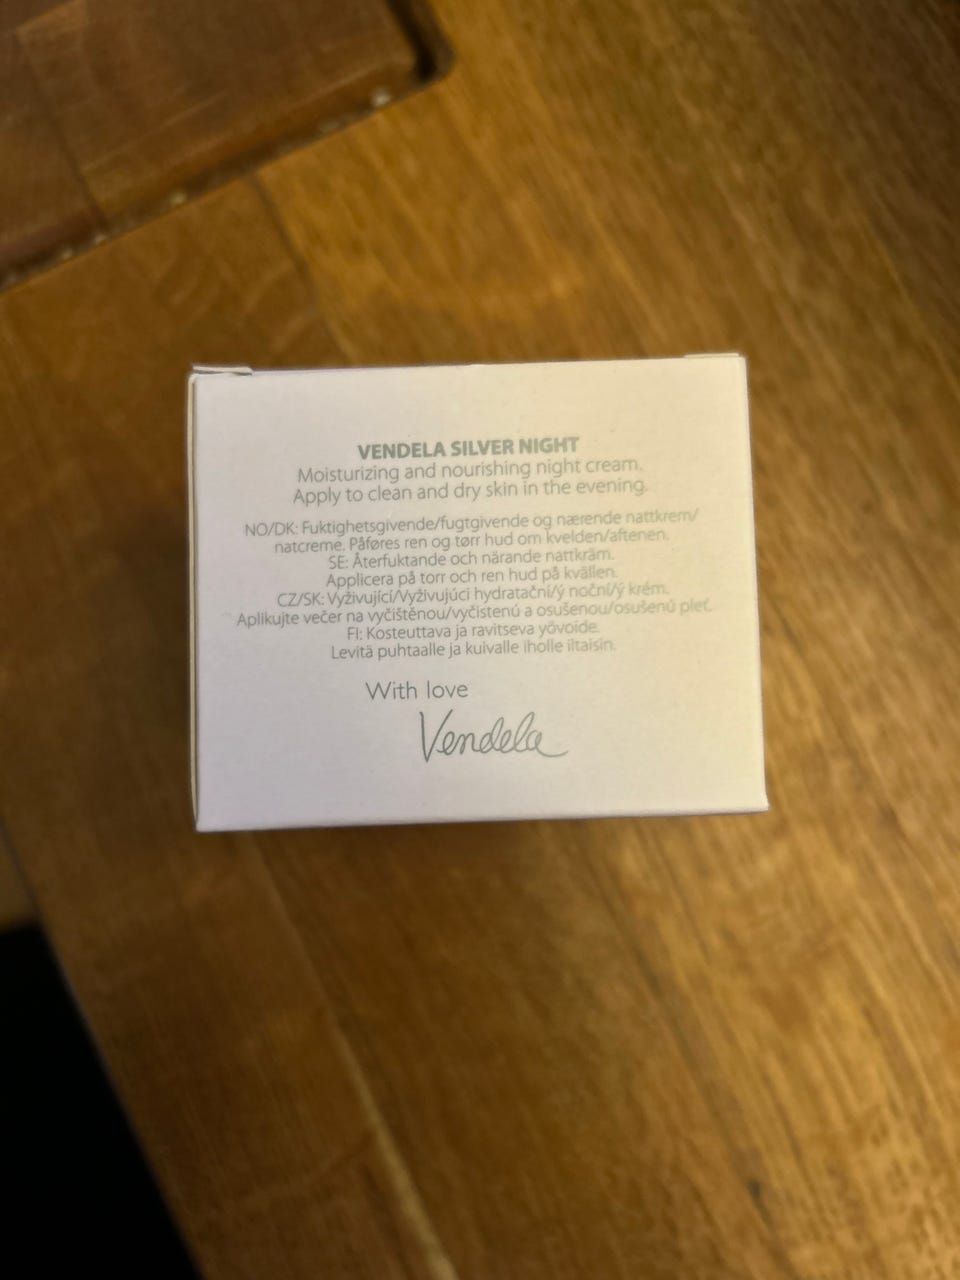 VENDELA SILVER NIGHT
Moisturizing and nourishing night cream.
Apply to clean and dry skin in the evening.
NO/DK: Fuktighetsgivende/fugtgivende og nærende nattkrem/
natcreme. Påføres ren og tørr hud om kvelden/aftenen.
SE: Återfuktande och närande nattkräm.
Applicera på torr och ren hud på kvällen.
CZ/SK: Vyživující/Vyživujúci hydratační/ý noční/ý krém.
Aplikujte večer na vyčištěnou/vyčistenú a osušenou/osušenú pleť.
FI: Kosteuttava ja ravitseva yövoide.
Levitä puhtaalle ja kuivalle iholle iltaisin.
With love
Vendela